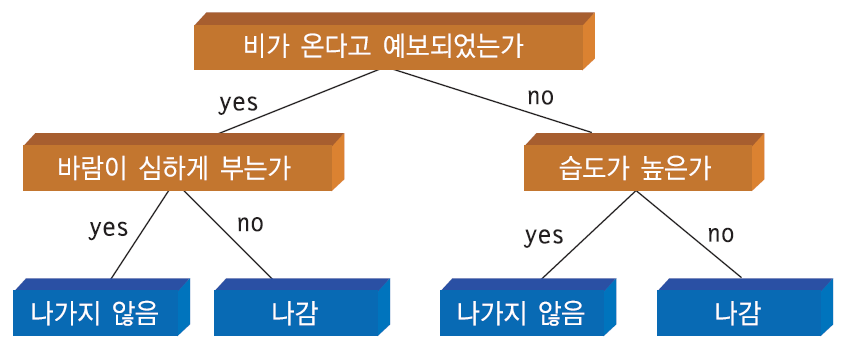 비가 온다고 예보되었는가
yes
no
바람이 심하게 부는가
습도가 높은가
yes
no
yes
no
나가지 않음
나감
나가지 않음
나감